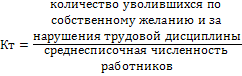 количество уволившихся по
собственному желанию и за
нарушения трудовой дисциплины
Кт =
среднесписочная численность
работников